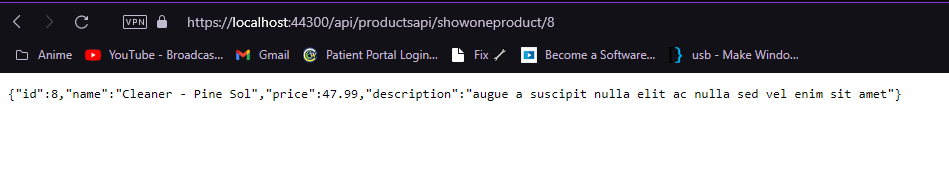 VPN https://localhost:44300/api/productsapi/showoneproduct/8
Anime YouTube - Broadcas... Gmail Patient Portal Login... Fix Become a Software... usb - Make Windo...
{"id":8,"name":"Cleaner - Pine Sol","price":47.99,"description":"augue a suscipit nulla elit ac nulla sed vel enim sit amet"}